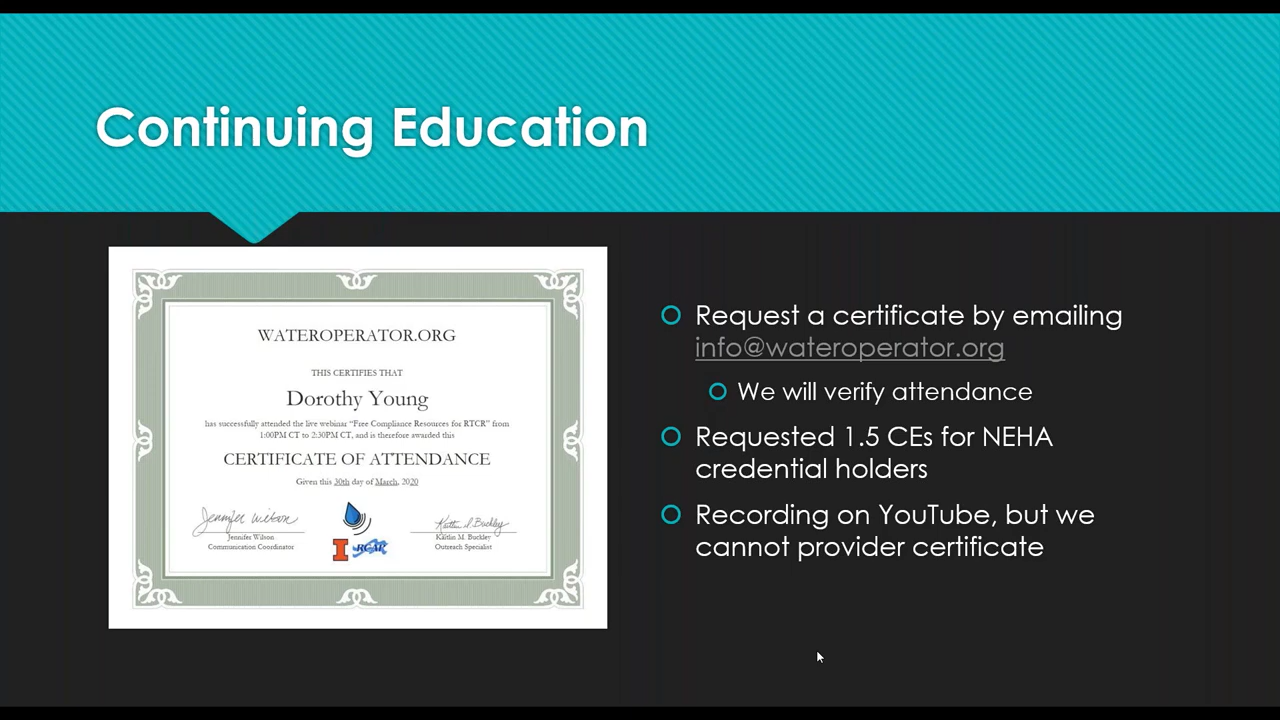 Continuing Education
WATEROPERATOR.ORG
THIS CERTIFIES THAT
Dorothy Young
has successfully attended the live webinar "Free Compliance Resources for RTCR" from
1:00PM CT to 2:30PM CT, and is therefore awarded this
CERTIFICATE OF ATTENDANCE
Given this 30th day of March, 2020
Jennifer Wilson
Jennifer Wilson
Communication Coordinator
I
RCAP
Kaitlin M. Buckley
Kaitlin M. Buckley
Outreach Specialist
Request a certificate by emailing
info@wateroperator.org
We will verify attendance
Requested 1.5 CEs for NEHA
credential holders
Recording on YouTube, but we
cannot provider certificate